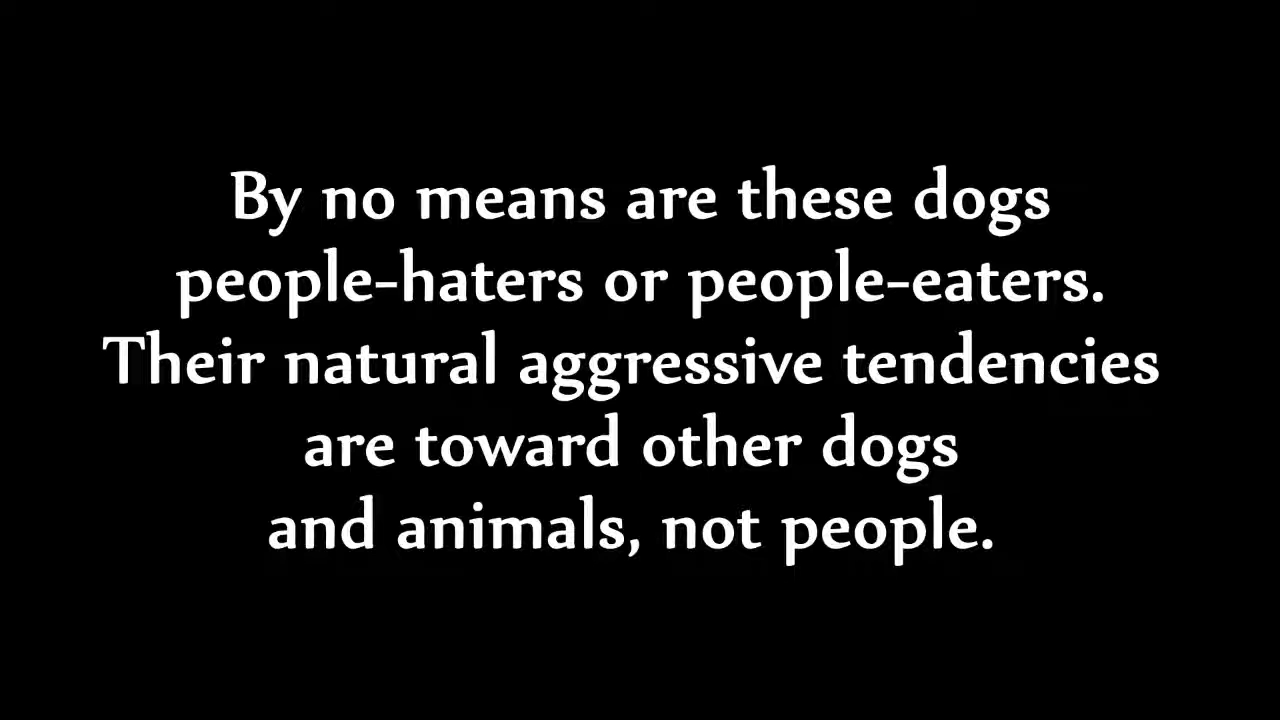 By no means are these dogs
people-haters or people-eaters.
Their natural aggressive tendencies
are toward other dogs
and animals, not people.